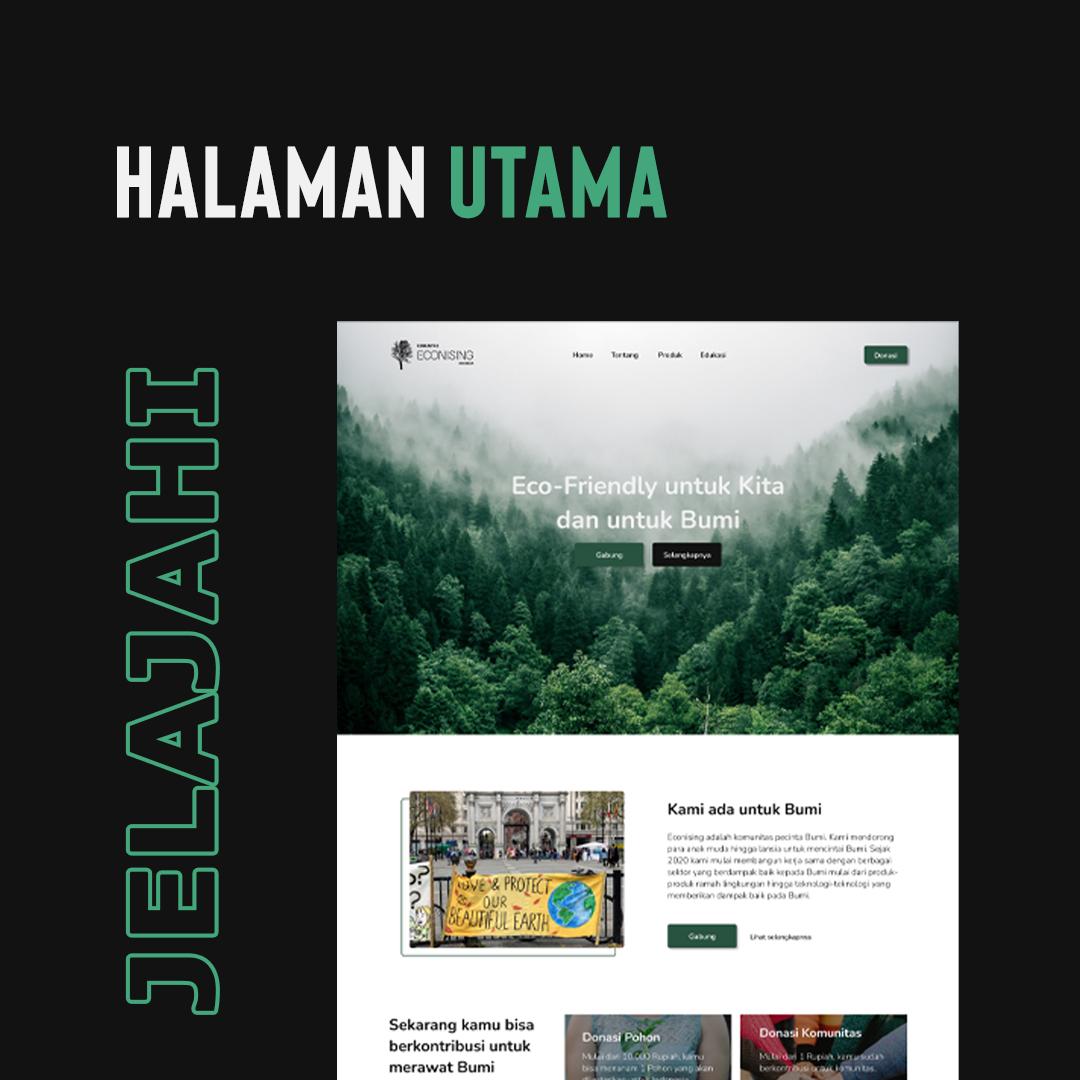 HALAMAN UTAMA
JELAJAHI
ECONISING
Home Tentang Produk Edukasi
Donasi
Eco-Friendly untuk Kita
dan untuk Bumi
Gabung Selengkapnya
LOVE & PROTECT
OUR
BEAUTIFUL EARTH
Kami ada untuk Bumi
Econising adalah komunitas pecinta Bumi. Kami mendorong
para anak muda hingga lansia untuk mencintai Bumi. Sejak
2020 kami mulai membangun kerja sama dengan berbagai
sektor yang berdampak baik kepada Bumi mulai dari produk-
produk ramah lingkungan hingga teknologi-teknologi yang
memberikan dampak baik pada Bumi.
Gabung Lihat selengkapnya
Sekarang kamu bisa
berkontribusi untuk
merawat Bumi
Donasi Pohon
Mulai dari 10.000 Rupiah, kamu
bisa menanam 1 Pohon yang akan
Donasi Komunitas
Mulai dari 1 Rupiah, kamu sudah
berkontribusi untuk komunitas.